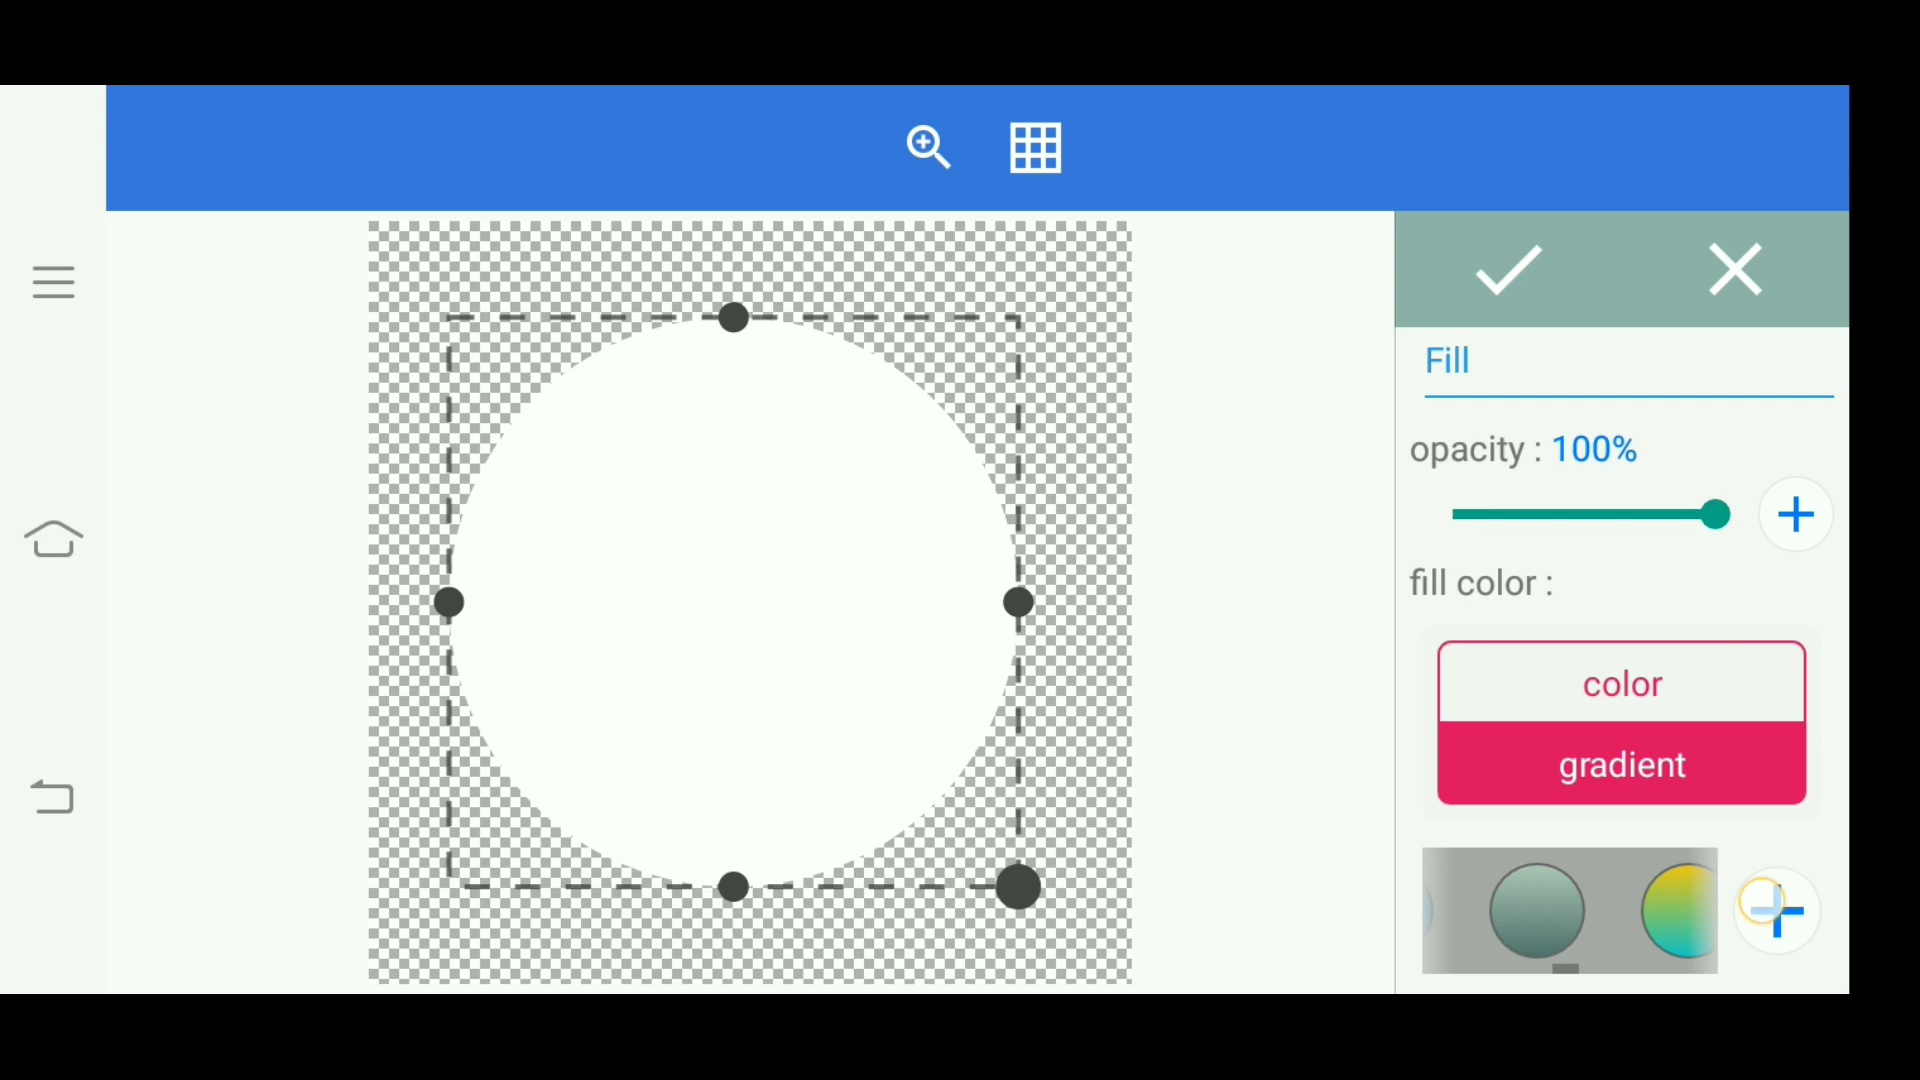 Fill
opacity : 100%
fill color :
color
gradient